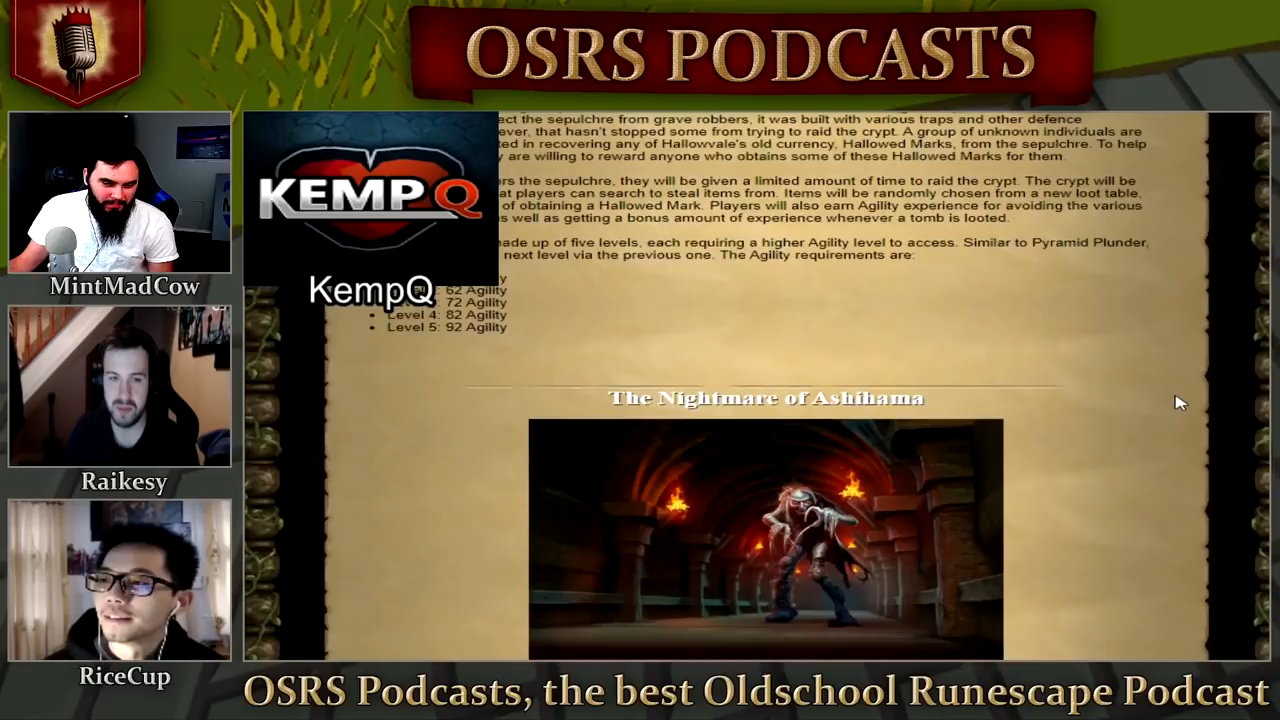 OSRS PODCASTS
ect the sepulchre from grave robbers, it was built with various traps and other defence
ever, that hasn't stopped some from trying to raid the crypt. A group of unknown individuals are
ted in recovering any of Hallowvale's old currency, Hallowed Marks, from the sepulchre. To help
y are willing to reward anyone who obtains some of these Hallowed Marks for them.
rs the sepulchre, they will be given a limited amount of time to raid the crypt. The crypt will be
at players can search to steal items from. Items will be randomly chosen from a new loot table,
of obtaining a Hallowed Mark. Players will also earn Agility experience for avoiding the various
s well as getting a bonus amount of experience whenever a tomb is looted.
nade up of five levels, each requiring a higher Agility level to access. Similar to Pyramid Plunder,
next level via the previous one. The Agility requirements are:
KEMPQ
KempQ
62 Agility
72 Agility
Level 4: 82 Agility
Level 5: 92 Agility
The Nightmare of Ashihama
MintMadCow
Raikesy
RiceCup
OSRS Podcasts, the best Oldschool Runescape Podcast